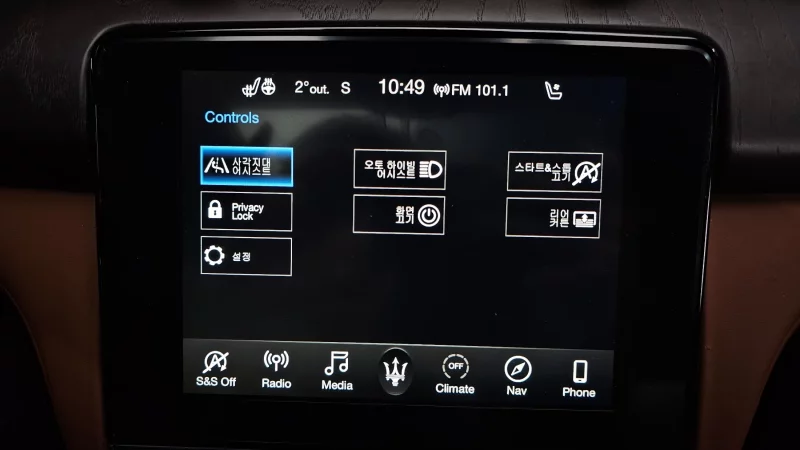 2°out. S 10:49 FM 101.1
Controls
사각지대
어시스트
오토 하이빔
어시스트
스타트&스톱
끄기
Privacy
Lock
화면
끄기
리어
커튼
설정
OFF
S&S Off Radio Media Climate Nav Phone